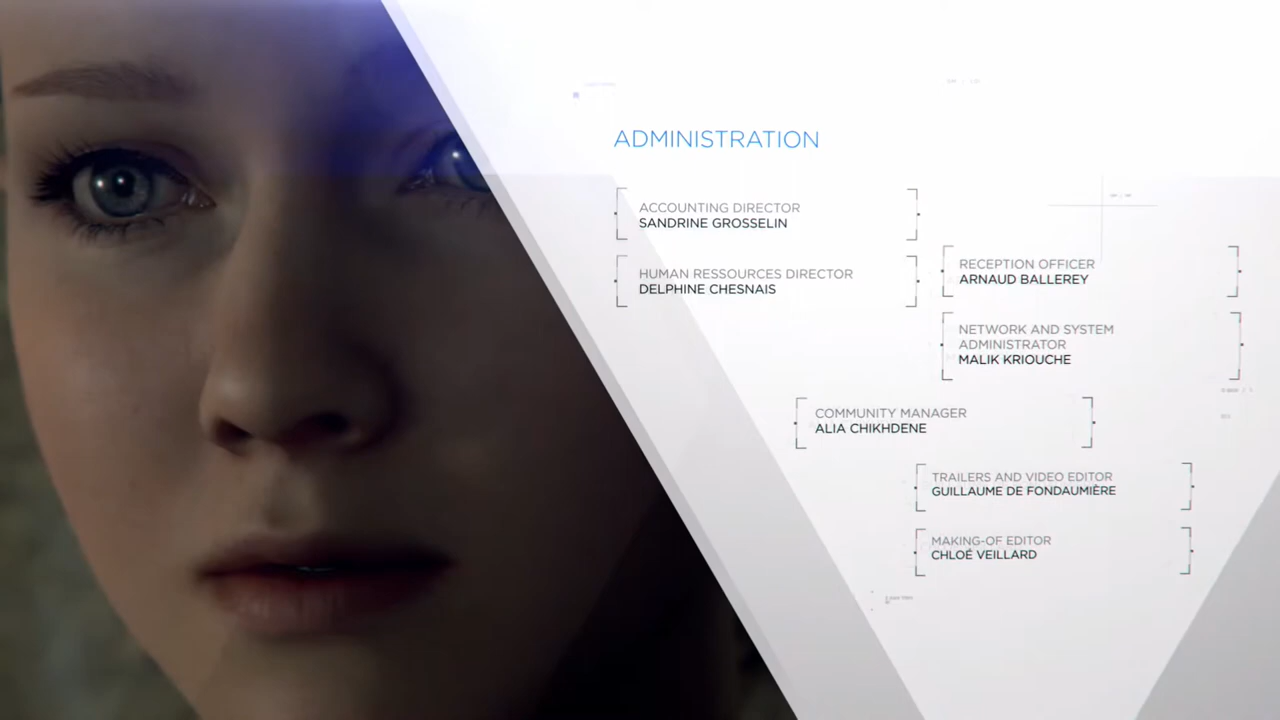 ADMINISTRATION
ACCOUNTING DIRECTOR
SANDRINE GROSSELIN
HUMAN RESSOURCES DIRECTOR
DELPHINE CHESNAIS
RECEPTION OFFICER
ARNAUD BALLEREY
NETWORK AND SYSTEM
ADMINISTRATOR
MALIK KRIOUCHE
COMMUNITY MANAGER
ALIA CHIKHDENE
TRAILERS AND VIDEO EDITOR
GUILLAUME DE FONDAUMIÈRE
MAKING-OF EDITOR
CHLOÉ VEILLARD